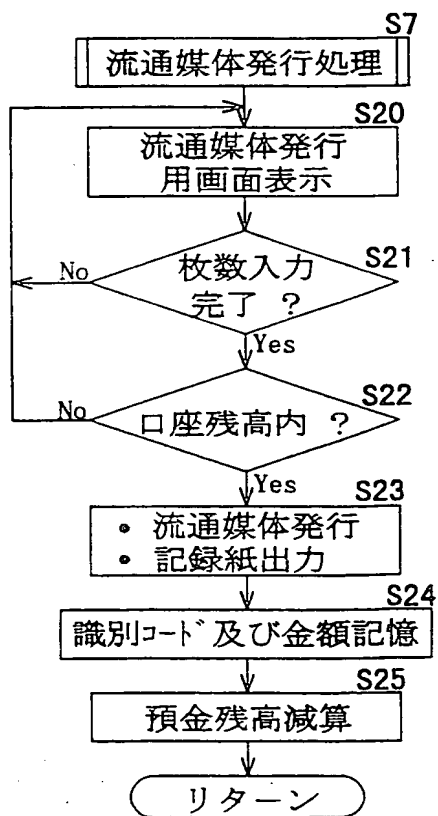 S7
流通媒体発行処理
S20
流通媒体発行
用画面表示
S21
枚数入力
完了 ?
No
Yes
S22
口座残高内 ?
No
Yes
S23
• 流通媒体発行
• 記録紙出力
S24
識別ｺｰﾄﾞ及び金額記憶
S25
預金残高減算
リターン